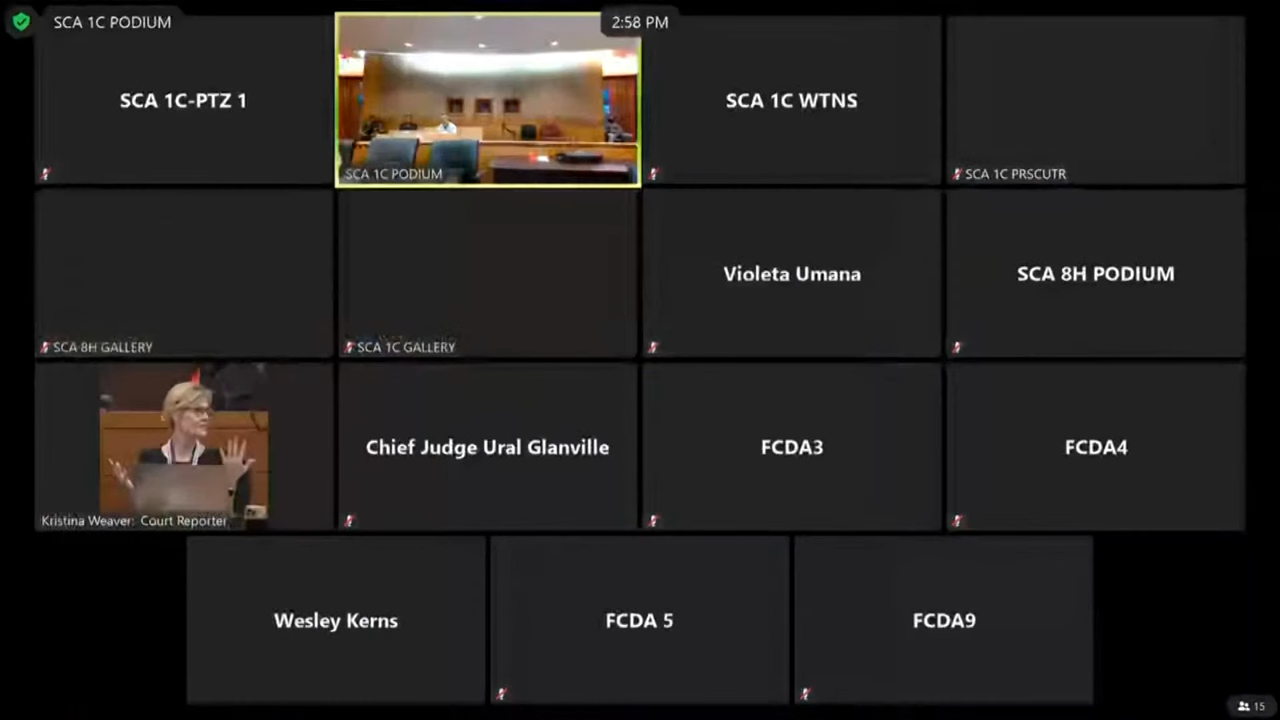 SCA 1C PODIUM
2:58 PM
SCA 1C-PTZ 1
SCA 1C PODIUM
SCA 1C WTNS
SCA 1C PRSCUTR
SCA 8H GALLERY
SCA 1C GALLERY
Violeta Umana
SCA 8H PODIUM
Kristina Weaver: Court Reporter
Chief Judge Ural Glanville
FCDA3
FCDA4
Wesley Kerns
FCDA 5
FCDA9
15